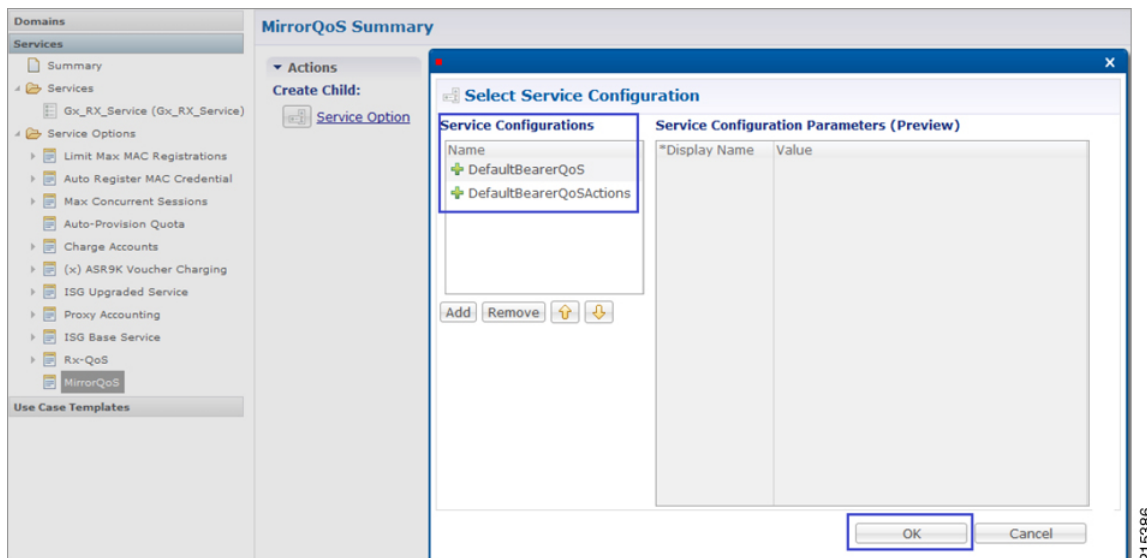 Domains
Services
Summary
Services
Gx_RX_Service (Gx_RX_Service)
Service Options
Limit Max MAC Registrations
Auto Register MAC Credential
Max Concurrent Sessions
Auto-Provision Quota
Charge Accounts
(x) ASR9K Voucher Charging
ISG Upgraded Service
Proxy Accounting
ISG Base Service
Rx-QoS
MirrorQoS
Use Case Templates
MirrorQoS Summary
Actions
Create Child:
Service Option
x
Select Service Configuration
Service Configurations
Name
DefaultBearerQoS
DefaultBearerQoSActions
Add Remove
Service Configuration Parameters (Preview)
*Display Name Value
OK Cancel